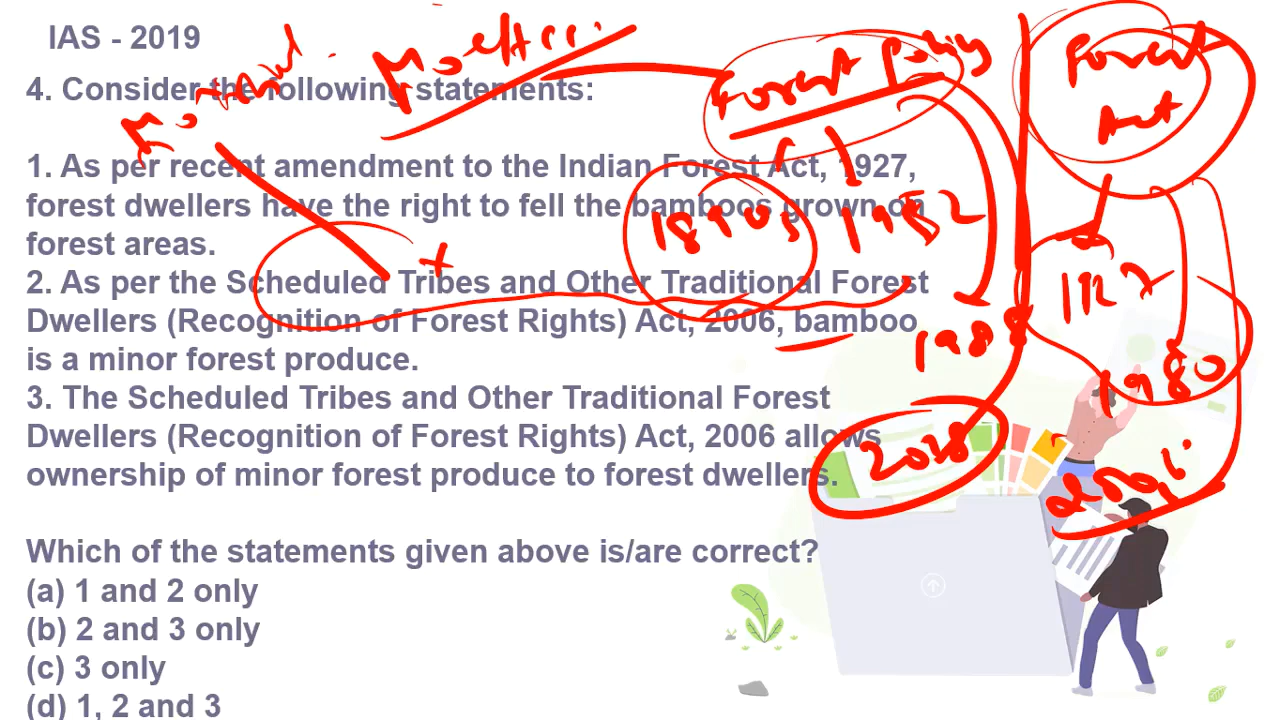 IAS - 2019
4. Consider the following statements:
1. As per recent amendment to the Indian Forest Act, 1927,
forest dwellers have the right to fell the bamboos grown on
forest areas.
2. As per the Scheduled Tribes and Other Traditional Forest
Dwellers (Recognition of Forest Rights) Act, 2006, bamboo
is a minor forest produce.
3. The Scheduled Tribes and Other Traditional Forest
Dwellers (Recognition of Forest Rights) Act, 2006 allows
ownership of minor forest produce to forest dwellers.
Which of the statements given above is/are correct?
(a) 1 and 2 only
(b) 2 and 3 only
(c) 3 only
(d) 1, 2 and 3
Forest Policy
Forest
Act
1952
1988
1980